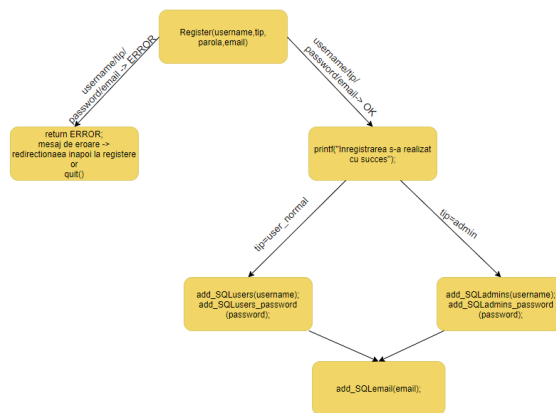 Register(username,tip,
parola,email)
username/tip/
password/email -> ERROR
username/tip/
password/email-> OK
return ERROR;
mesaj de eroare ->
redirectionaea inapoi la registere
or
quit()
printf("Inregistrarea s-a realizat
cu succes");
tip=user_normal
tip=admin
add_SQLusers(username);
add_SQLusers_password
(password);
add_SQLadmins(username);
add_SQLadmins_password
(password);
add_SQLemail(email);